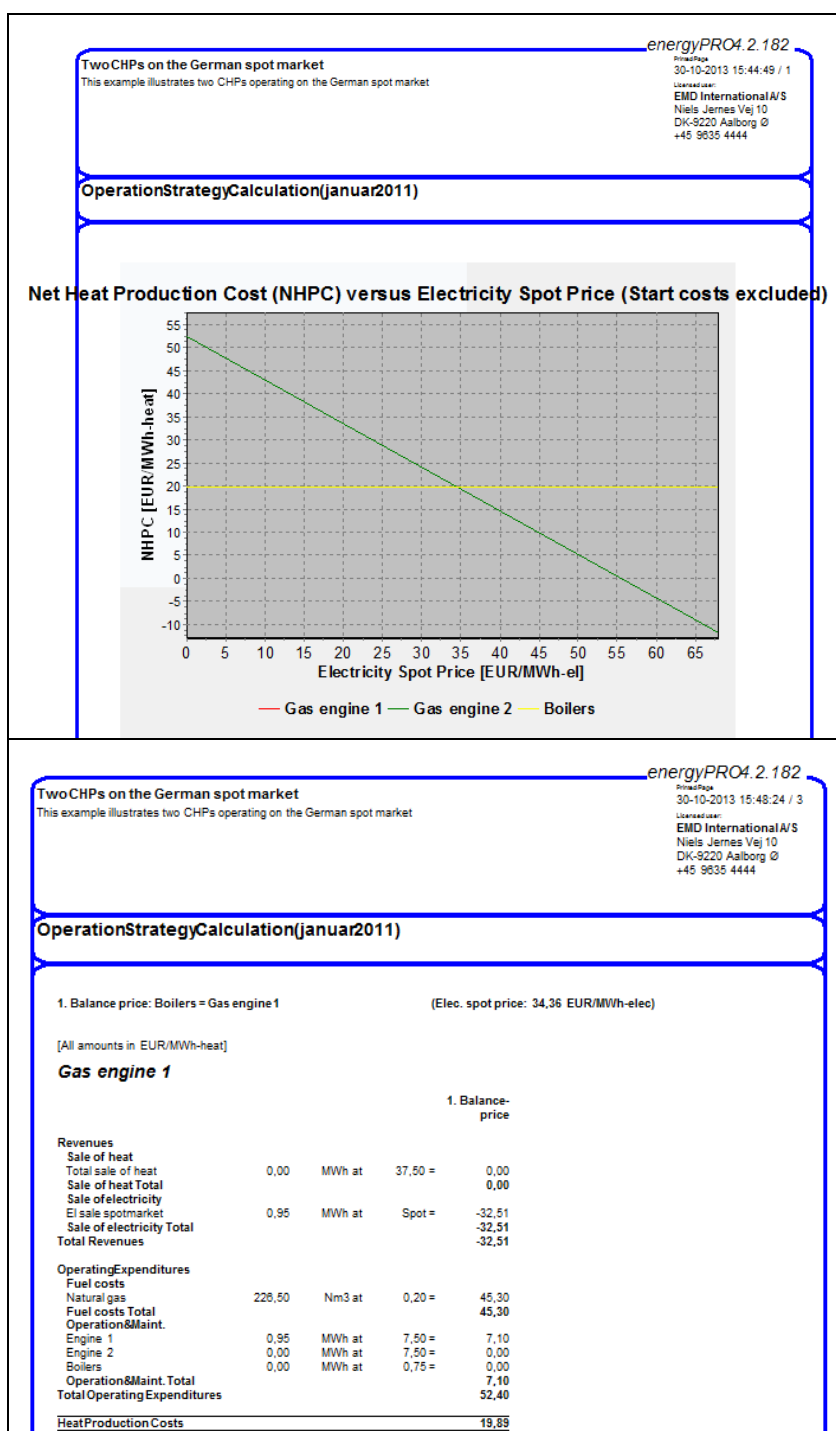 energyPRO4.2.182
TwoCHPs on the German spot market
This example illustrates two CHPs operating on the German spot market
Printed/Page
30-10-2013 15:44:49 / 1
Licensed user:
EMD International A/S
Niels Jernes Vej 10
DK-9220 Aalborg Ø
+45 9635 4444
OperationStrategyCalculation(januar2011)
Net Heat Production Cost (NHPC) versus Electricity Spot Price (Start costs excluded)
NHPC [EUR/MWh-heat]
55
50
45
40
35
30
25
20
15
10
5
0
-5
-10
0 5 10 15 20 25 30 35 40 45 50 55 60 65
Electricity Spot Price [EUR/MWh-el]
Gas engine 1 Gas engine 2 Boilers
energyPRO4.2.182
TwoCHPs on the German spot market
This example illustrates two CHPs operating on the German spot market
Printed/Page
30-10-2013 15:48:24 / 3
Licensed user:
EMD International A/S
Niels Jernes Vej 10
DK-9220 Aalborg Ø
+45 9635 4444
OperationStrategyCalculation(januar2011)
1. Balance price: Boilers = Gas engine 1 (Elec. spot price: 34,36 EUR/MWh-elec)
[All amounts in EUR/MWh-heat]
Gas engine 1
1. Balance-
price
Revenues
Sale of heat
Total sale of heat 0,00 MWh at 37,50 = 0,00
Sale of heat Total 0,00
Sale of electricity
El sale spotmarket 0,95 MWh at Spot = -32,51
Sale of electricity Total -32,51
Total Revenues -32,51
OperatingExpenditures
Fuel costs
Natural gas 226,50 Nm3 at 0,20 = 45,30
Fuel costs Total 45,30
Operation&Maint.
Engine 1 0,95 MWh at 7,50 = 7,10
Engine 2 0,00 MWh at 7,50 = 0,00
Boilers 0,00 MWh at 0,75 = 0,00
Operation&Maint. Total 7,10
Total Operating Expenditures 52,40
HeatProduction Costs 19,89